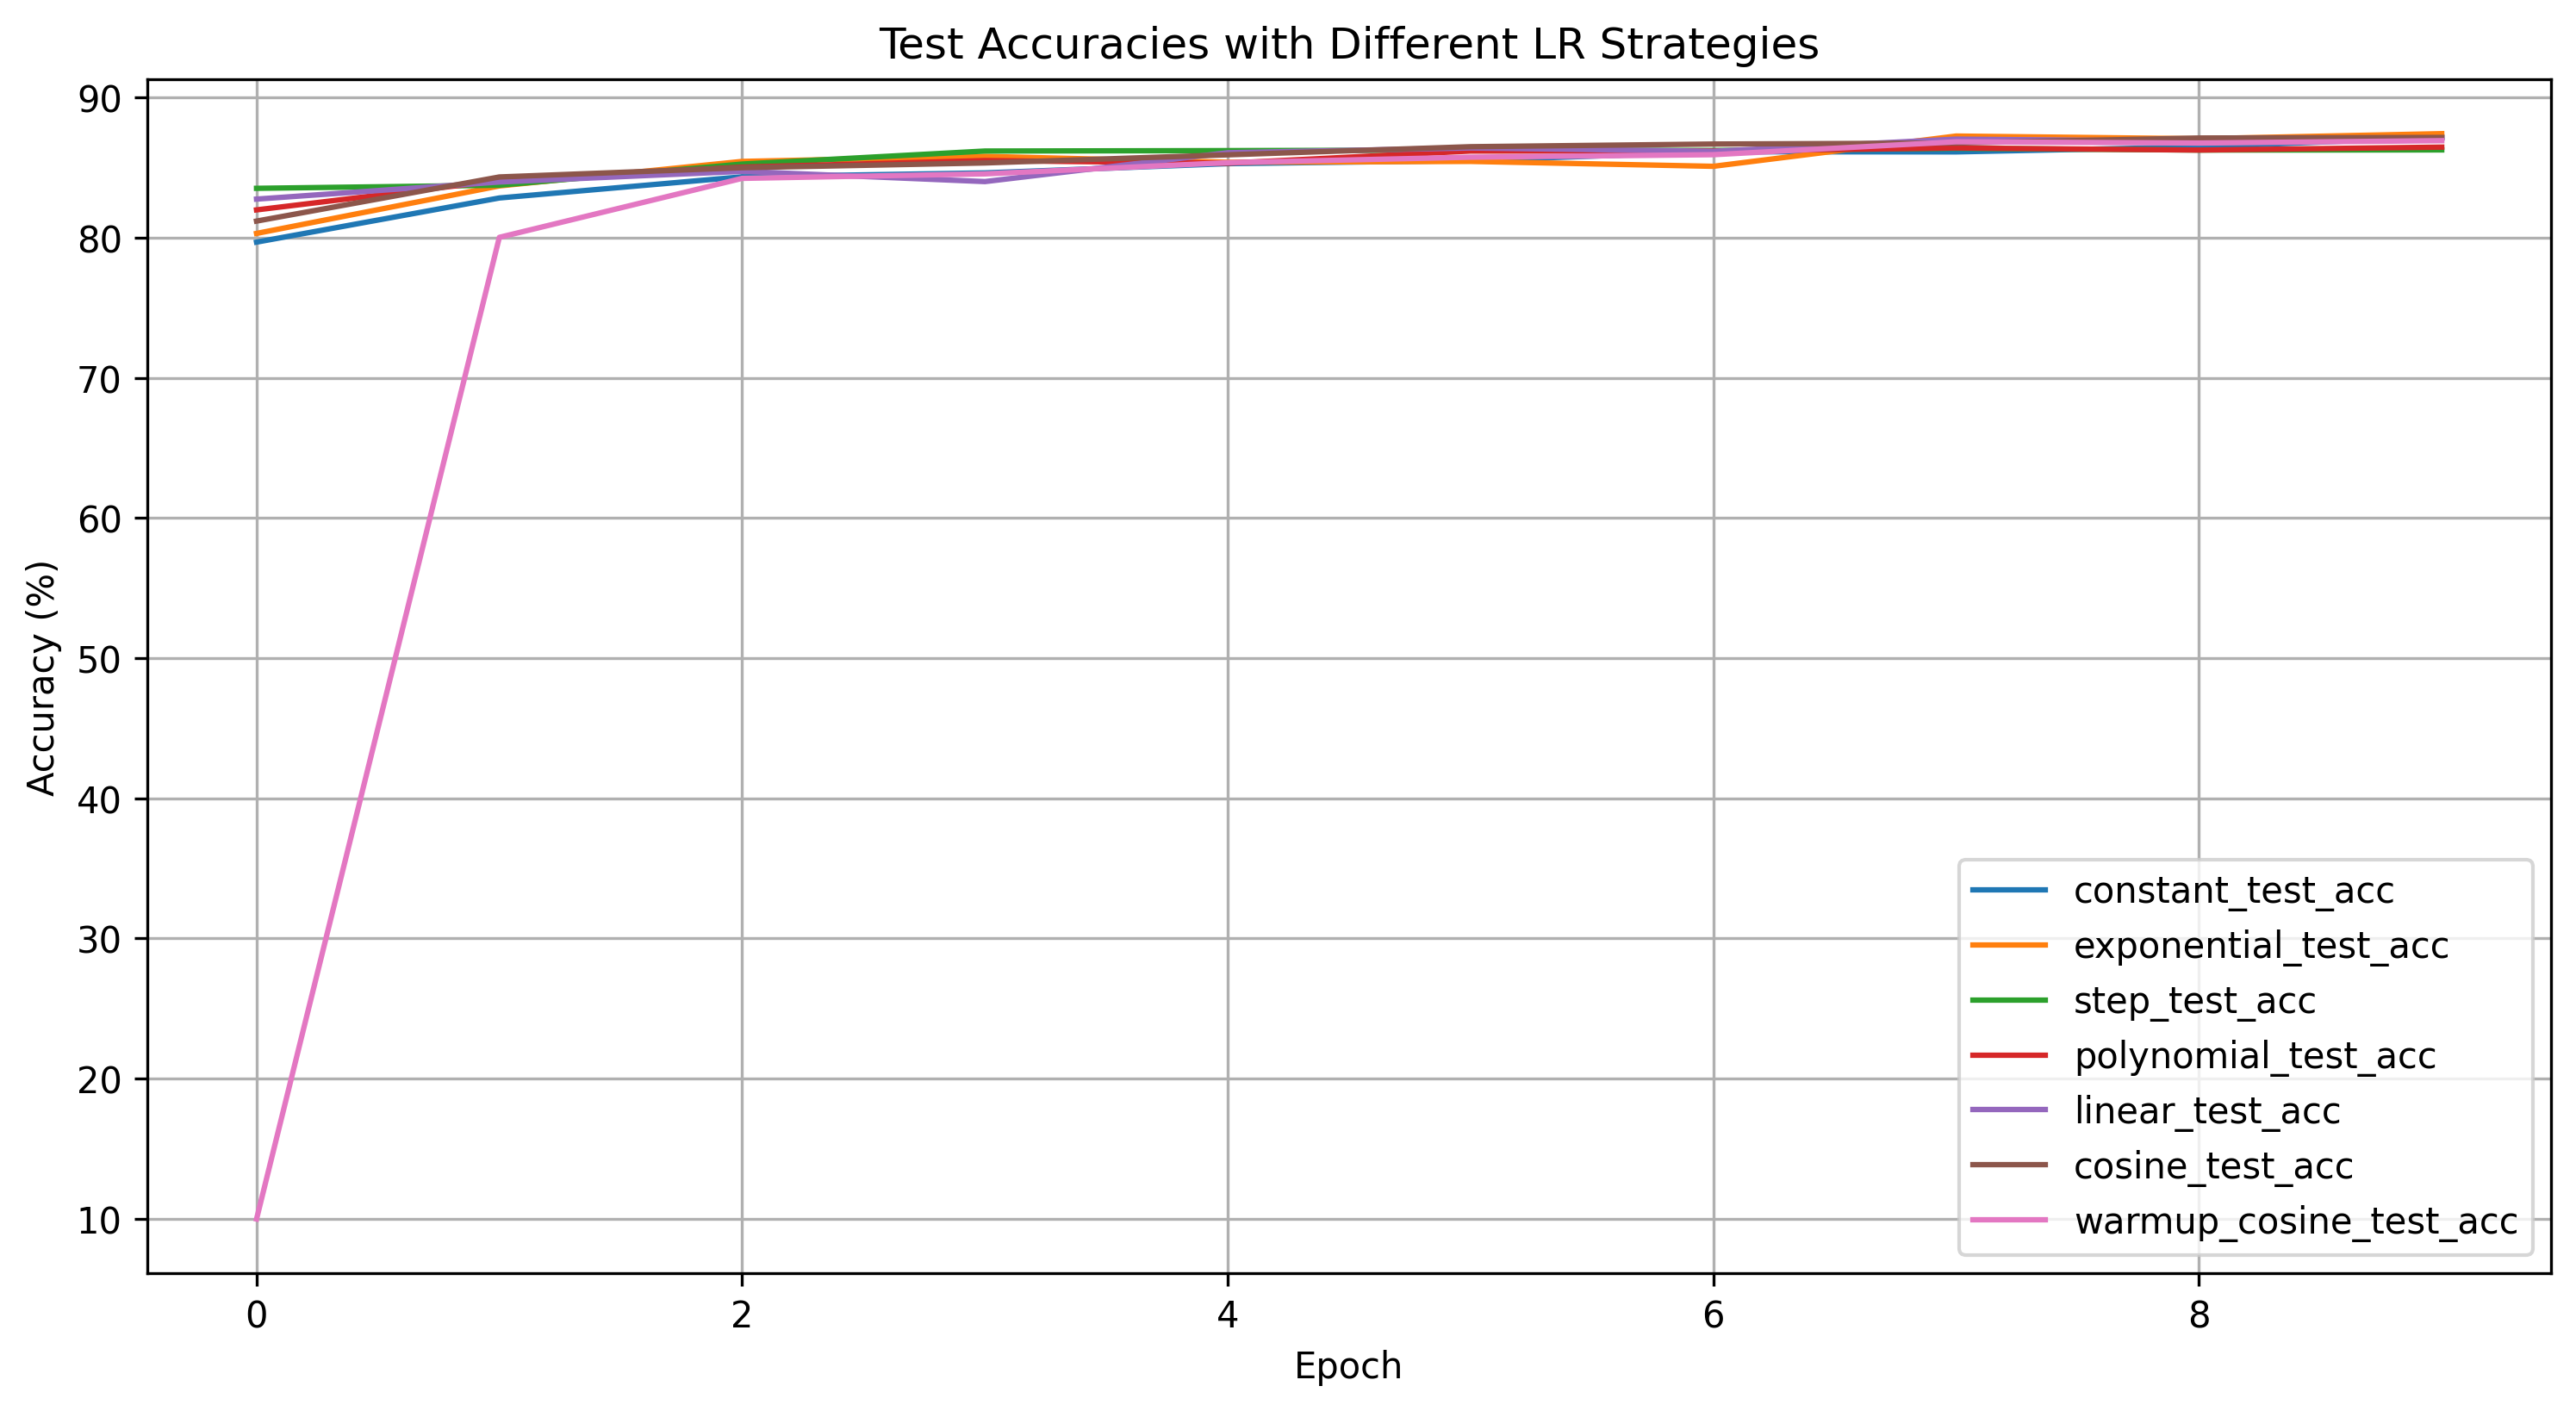 Test Accuracies with Different LR Strategies
90
80
70
60
50
40
30
20
10
Accuracy (%)
0 2 4 6 8
Epoch
constant_test_acc
exponential_test_acc
step_test_acc
polynomial_test_acc
linear_test_acc
cosine_test_acc
warmup_cosine_test_acc